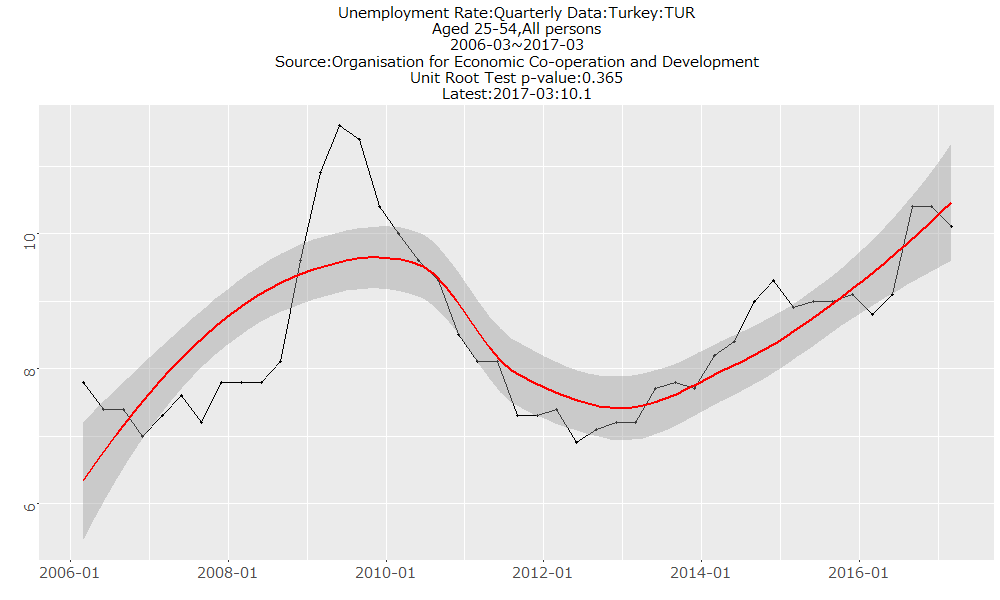 Unemployment Rate:Quarterly Data:Turkey:TUR
Aged 25-54,All persons
2006-03~2017-03
Source:Organisation for Economic Co-operation and Development
Unit Root Test p-value:0.365
Latest:2017-03:10.1
10
8
6
2006-01 2008-01 2010-01 2012-01 2014-01 2016-01